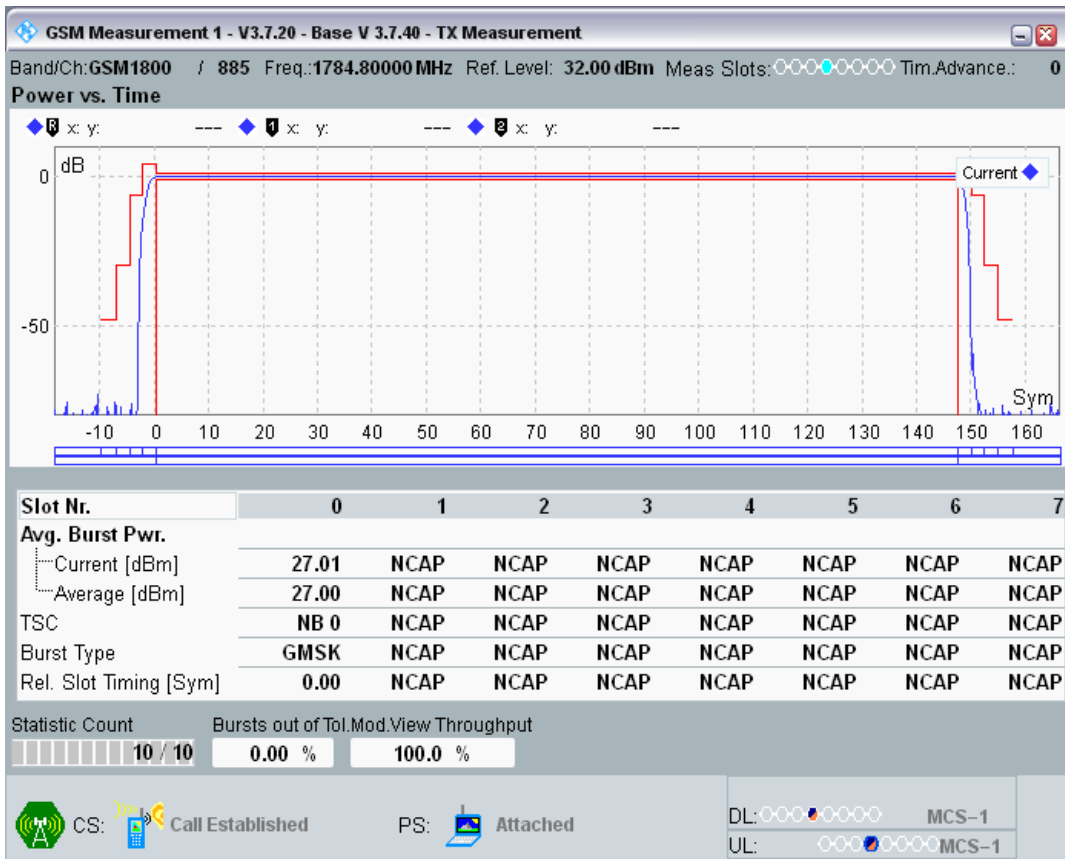 GSM Measurement 1 - V3.7.20 - Base V 3.7.40 - TX Measurement
Band/Ch:GSM1800 / 885 Freq.:1784.80000 MHz Ref. Level: 32.00 dBm Meas Slots: Tim.Advance.: 0
Power vs. Time
R x: y: --- 1 x: y: --- 2 x: y: ---
dB
Current
0
-50
Sym
-10 0 10 20 30 40 50 60 70 80 90 100 110 120 130 140 150 160
Slot Nr. 0 1 2 3 4 5 6 7
Avg. Burst Pwr.
Current [dBm] 27.01 NCAP NCAP NCAP NCAP NCAP NCAP NCAP
Average [dBm] 27.00 NCAP NCAP NCAP NCAP NCAP NCAP NCAP
TSC NB 0 NCAP NCAP NCAP NCAP NCAP NCAP NCAP
Burst Type GMSK NCAP NCAP NCAP NCAP NCAP NCAP NCAP
Rel. Slot Timing [Sym] 0.00 NCAP NCAP NCAP NCAP NCAP NCAP NCAP
Statistic Count Bursts out of Tol. Mod.View Throughput
10 / 10 0.00 % 100.0 %
CS: Call Established PS: Attached
DL: MCS-1
UL: MCS-1